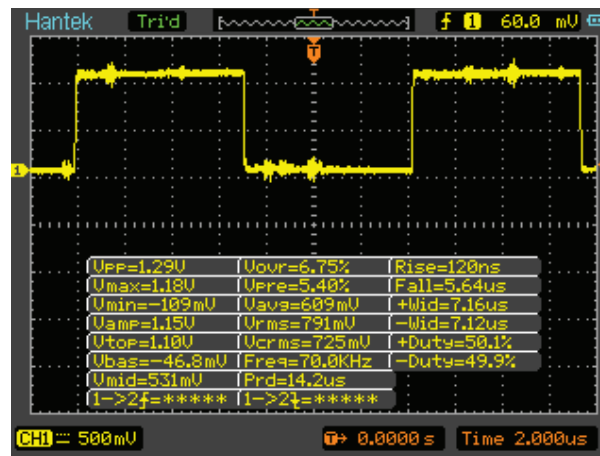 Hantek Tri'd T f 1 60.0 mV
T
1
Vpp=1.29V Vovr=6.75% Rise=120ns
Vmax=1.18V Vpre=5.40% Fall=5.64us
Vmin=-109mV Vavg=609mV +Wid=7.16us
Vamp=1.15V Vrms=791mV -Wid=7.12us
Vtop=1.10V Vcrms=725mV +Duty=50.1%
Vbas=-46.8mV Freq=70.0KHz -Duty=49.9%
Vmid=531mV Prd=14.2us
1->2f=***** 1->2t=*****
CH1 500mV T→ 0.0000 s Time 2.000us